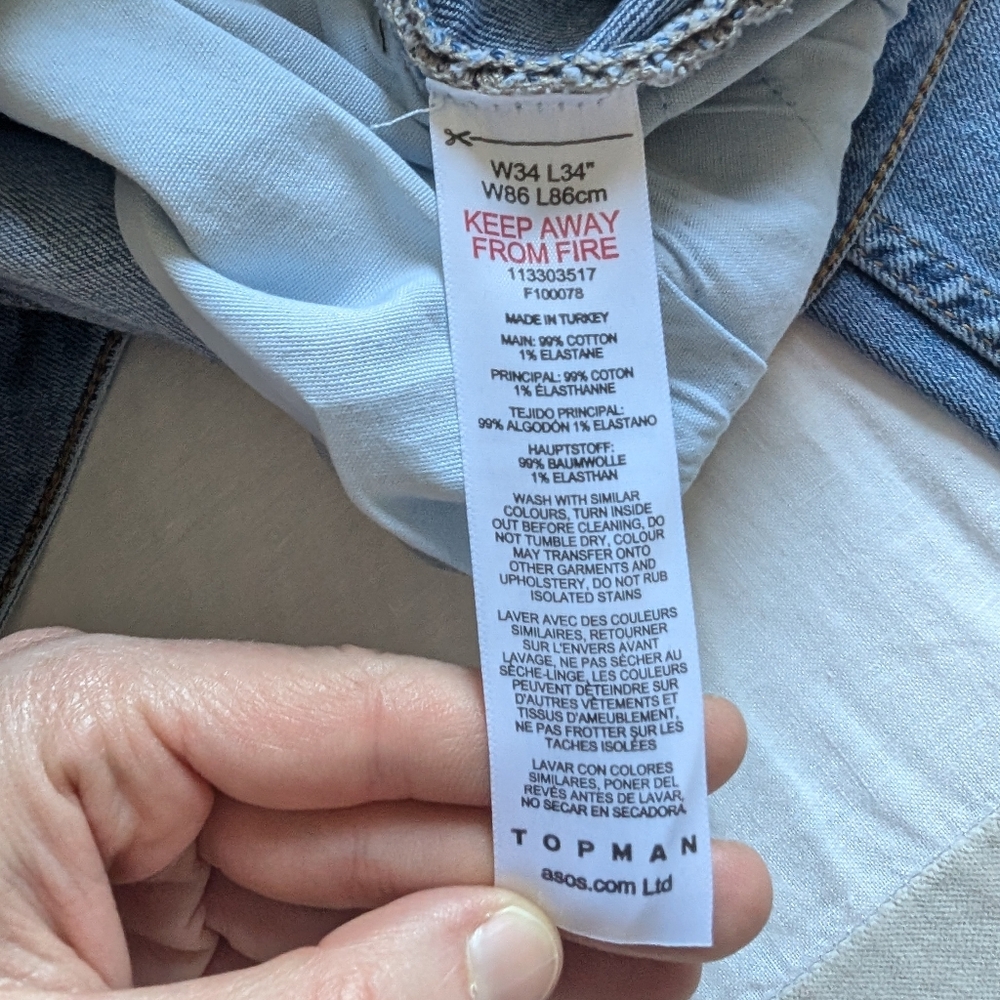 W34 L34"
W86 L86cm
KEEP AWAY
FROM FIRE
113303517
F100078
MADE IN TURKEY
MAIN: 99% COTTON
1% ELASTANE
PRINCIPAL: 99% COTON
1% ÉLASTHANNE
TEJIDO PRINCIPAL:
99% ALGODÓN 1% ELASTANO
HAUPTSTOFF:
99% BAUMWOLLE
1% ELASTHAN
WASH WITH SIMILAR
COLOURS, TURN INSIDE
OUT BEFORE CLEANING, DO
NOT TUMBLE DRY, COLOUR
MAY TRANSFER ONTO
OTHER GARMENTS AND
UPHOLSTERY, DO NOT RUB
ISOLATED STAINS
LAVER AVEC DES COULEURS
SIMILAIRES, RETOURNER
SUR L'ENVERS AVANT
LAVAGE, NE PAS SÉCHER AU
SÈCHE-LINGE, LES COULEURS
PEUVENT DÉTEINDRE SUR
D'AUTRES VÊTEMENTS ET
TISSUS D'AMEUBLEMENT,
NE PAS FROTTER SUR LES
TACHES ISOLÉES
LAVAR CON COLORES
SIMILARES, PONER DEL
REVÉS ANTES DE LAVAR,
NO SECAR EN SECADORA.
TOPMAN
asos.com Ltd